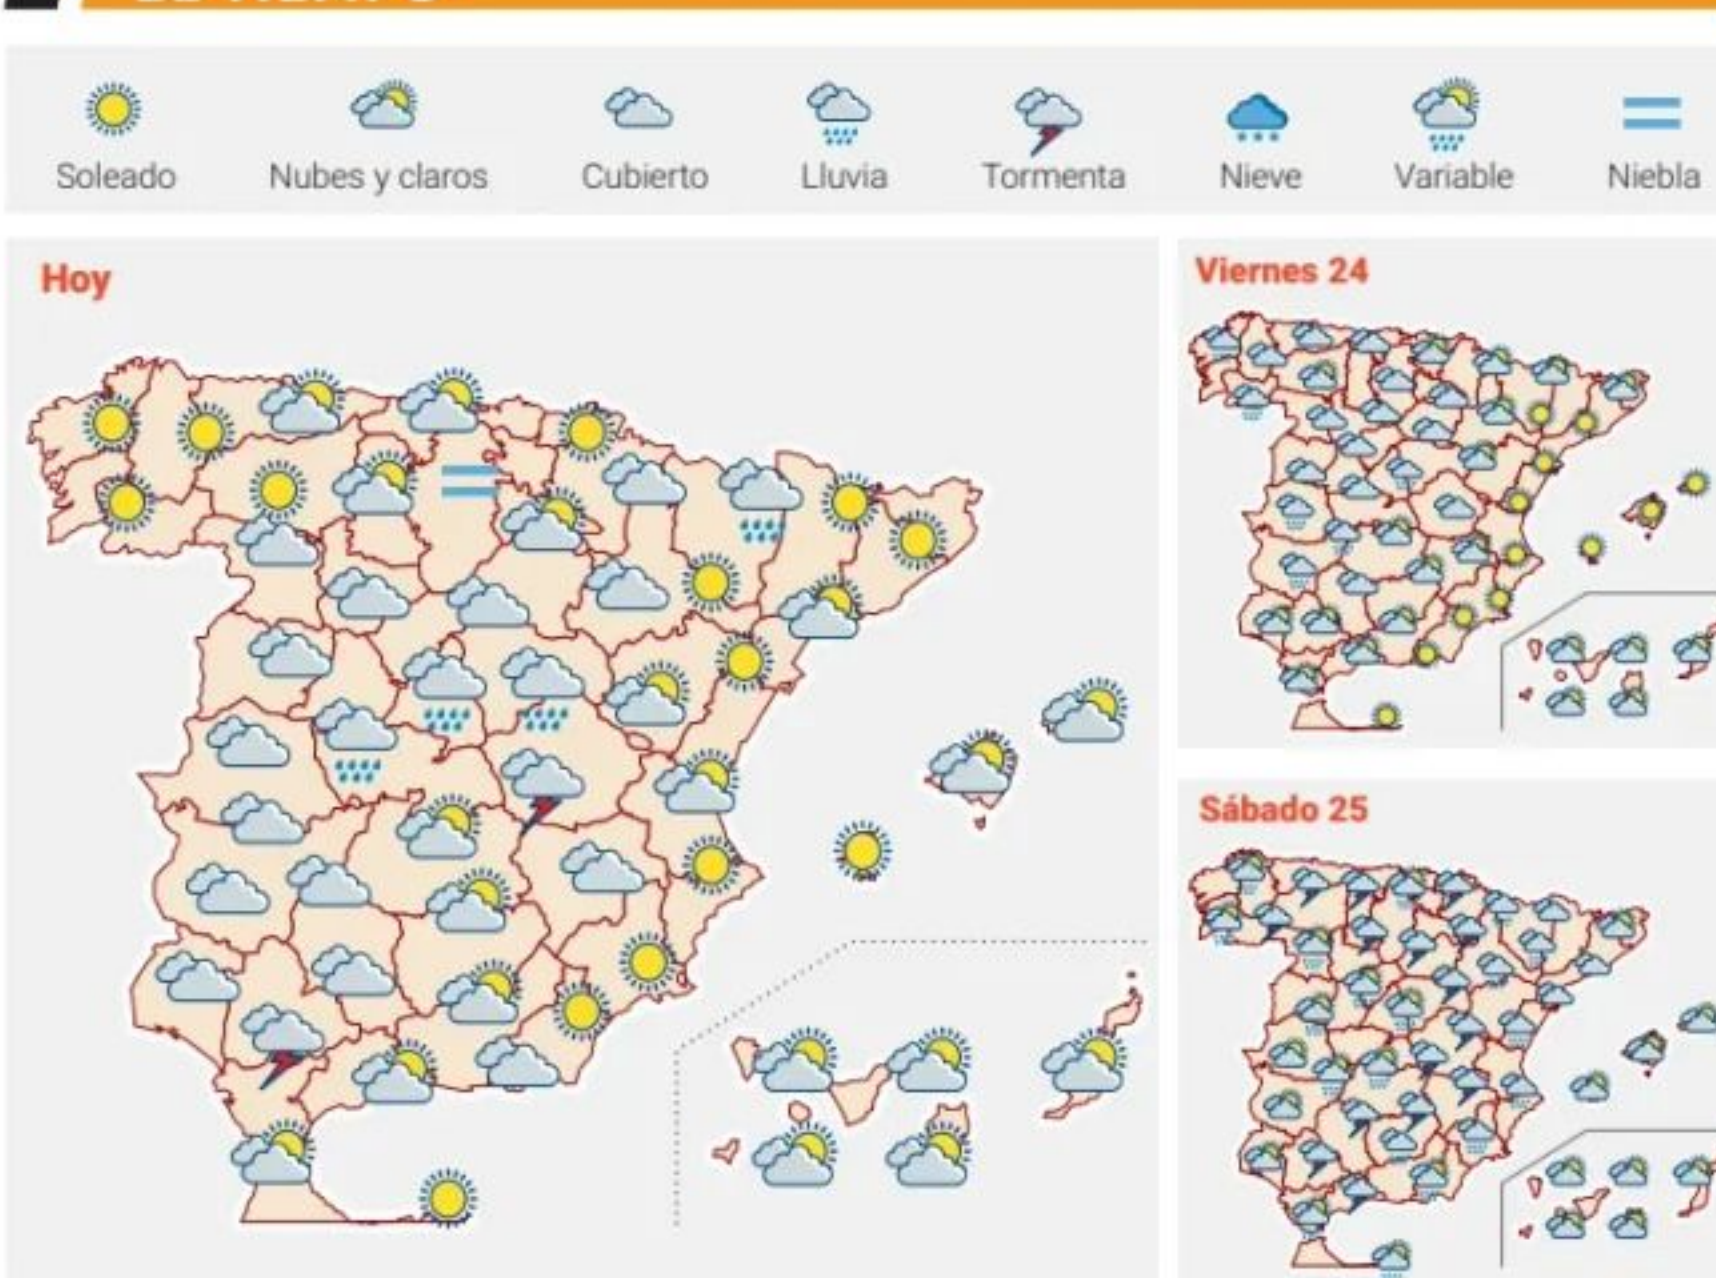 Soleado
Nubes y claros
Cubierto
Lluvia
Tormenta
Nieve
Variable
Niebla
Hoy
Viernes 24
Sábado 25